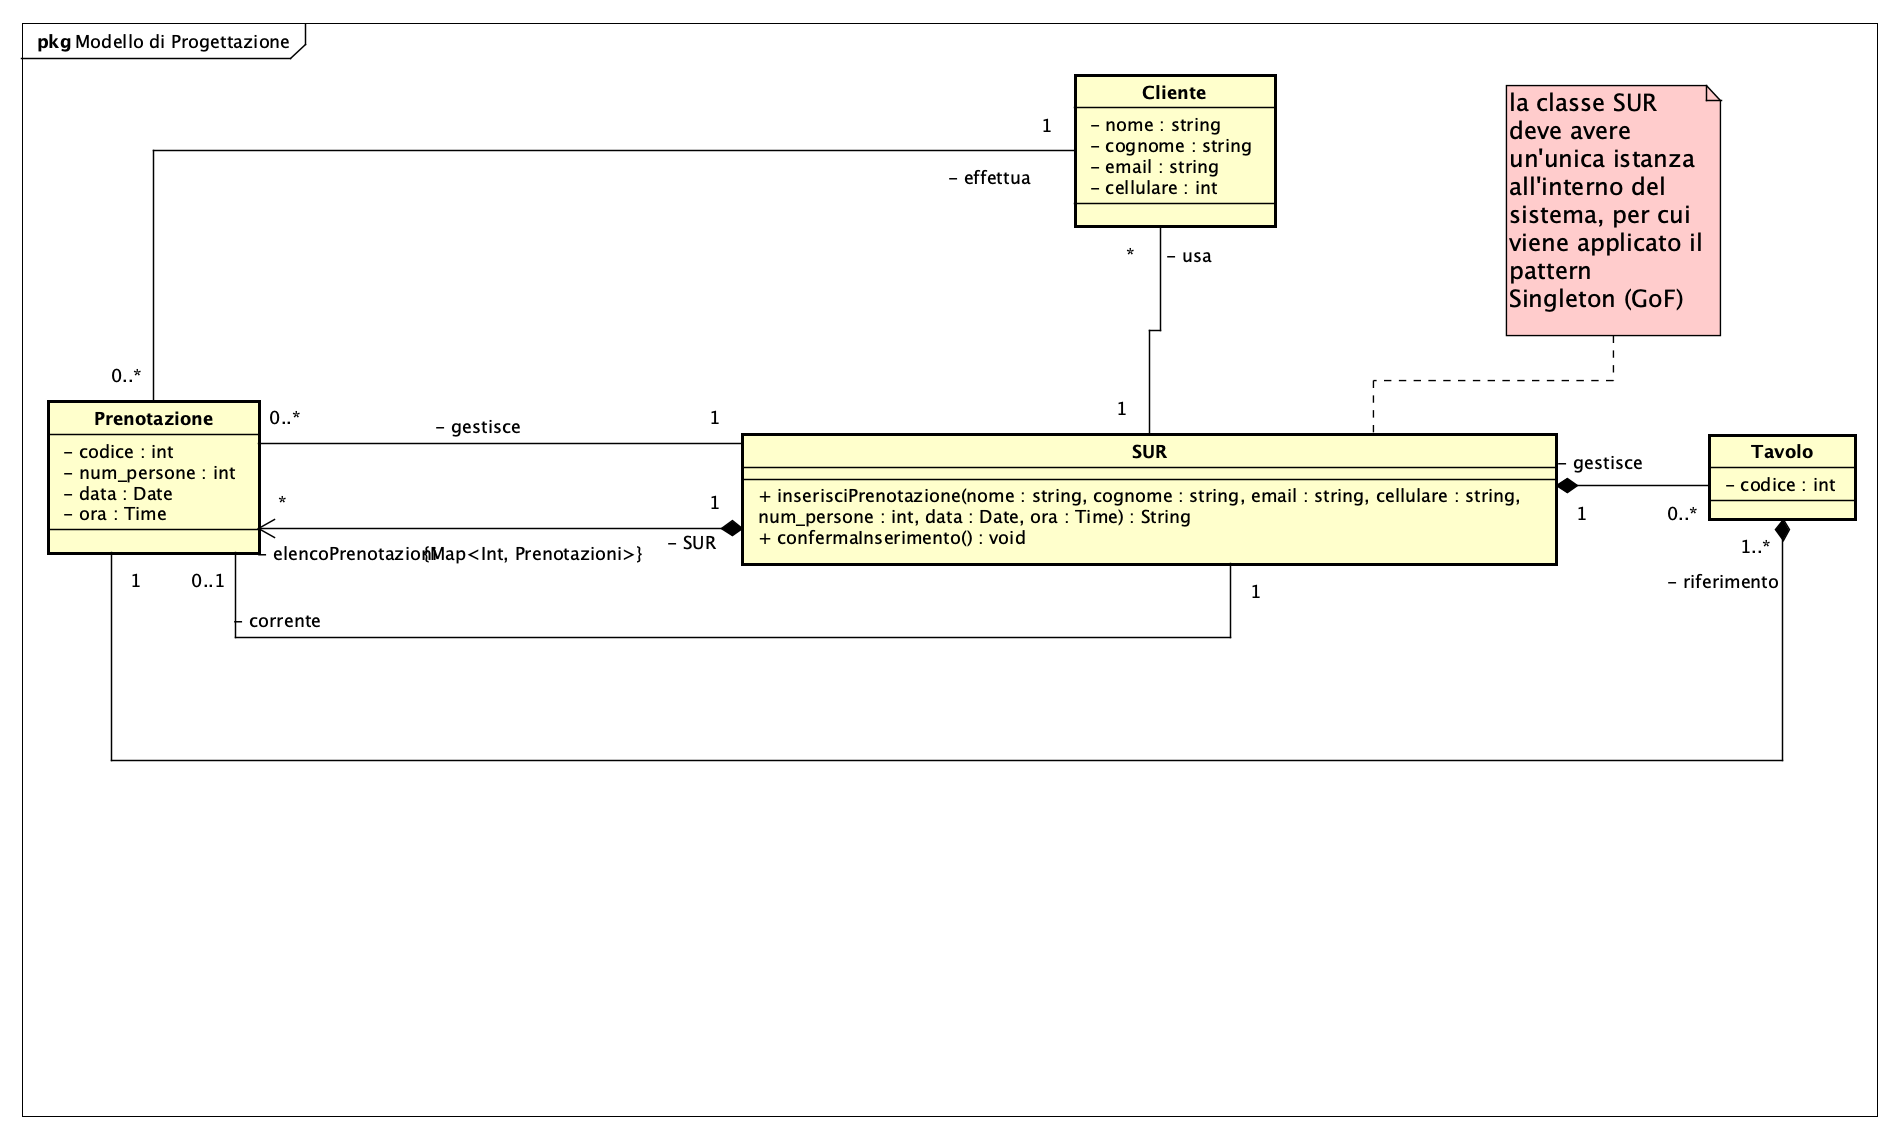 pkg Modello di Progettazione
Cliente
– nome : string
– cognome : string
– email : string
– cellulare : int
la classe SUR
deve avere
un'unica istanza
all'interno del
sistema, per cui
viene applicato il
pattern
Singleton (GoF)
1
– effettua
*
– usa
0..*
1
Prenotazione
– codice : int
– num_persone : int
– data : Date
– ora : Time
0..*
– gestisce
1
SUR
+ inserisciPrenotazione(nome : string, cognome : string, email : string, cellulare : string,
num_persone : int, data : Date, ora : Time) : String
+ confermaInserimento() : void
– gestisce
1
0..*
Tavolo
– codice : int
*
1
– SUR
– elencoPrenotazioni
{Map<Int, Prenotazioni>}
1..*
– riferimento
1
0..1
– corrente
1